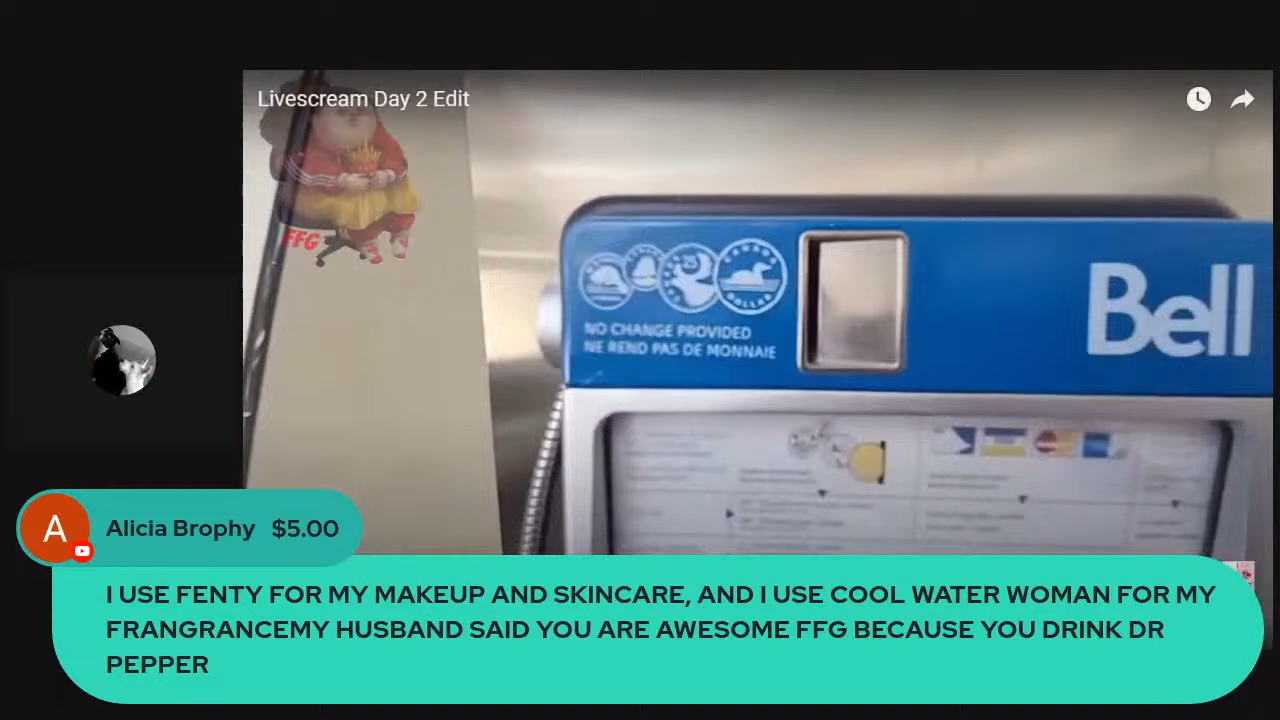 Livescream Day 2 Edit
FFG
CANADA
DOLLAR
NO CHANGE PROVIDED
NE REND PAS DE MONNAIE
Bell
A
Alicia Brophy $5.00
I USE FENTY FOR MY MAKEUP AND SKINCARE, AND I USE COOL WATER WOMAN FOR MY
FRANGRANCEMY HUSBAND SAID YOU ARE AWESOME FFG BECAUSE YOU DRINK DR
PEPPER